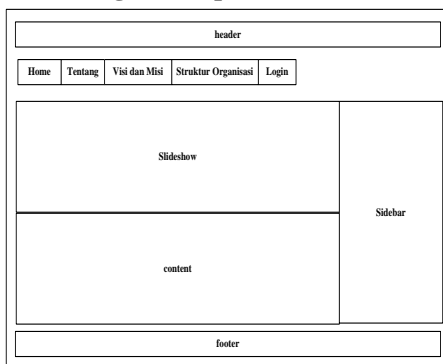 header
Home Tentang Visi dan Misi Struktur Organisasi Login
Slideshow
Sidebar
content
footer